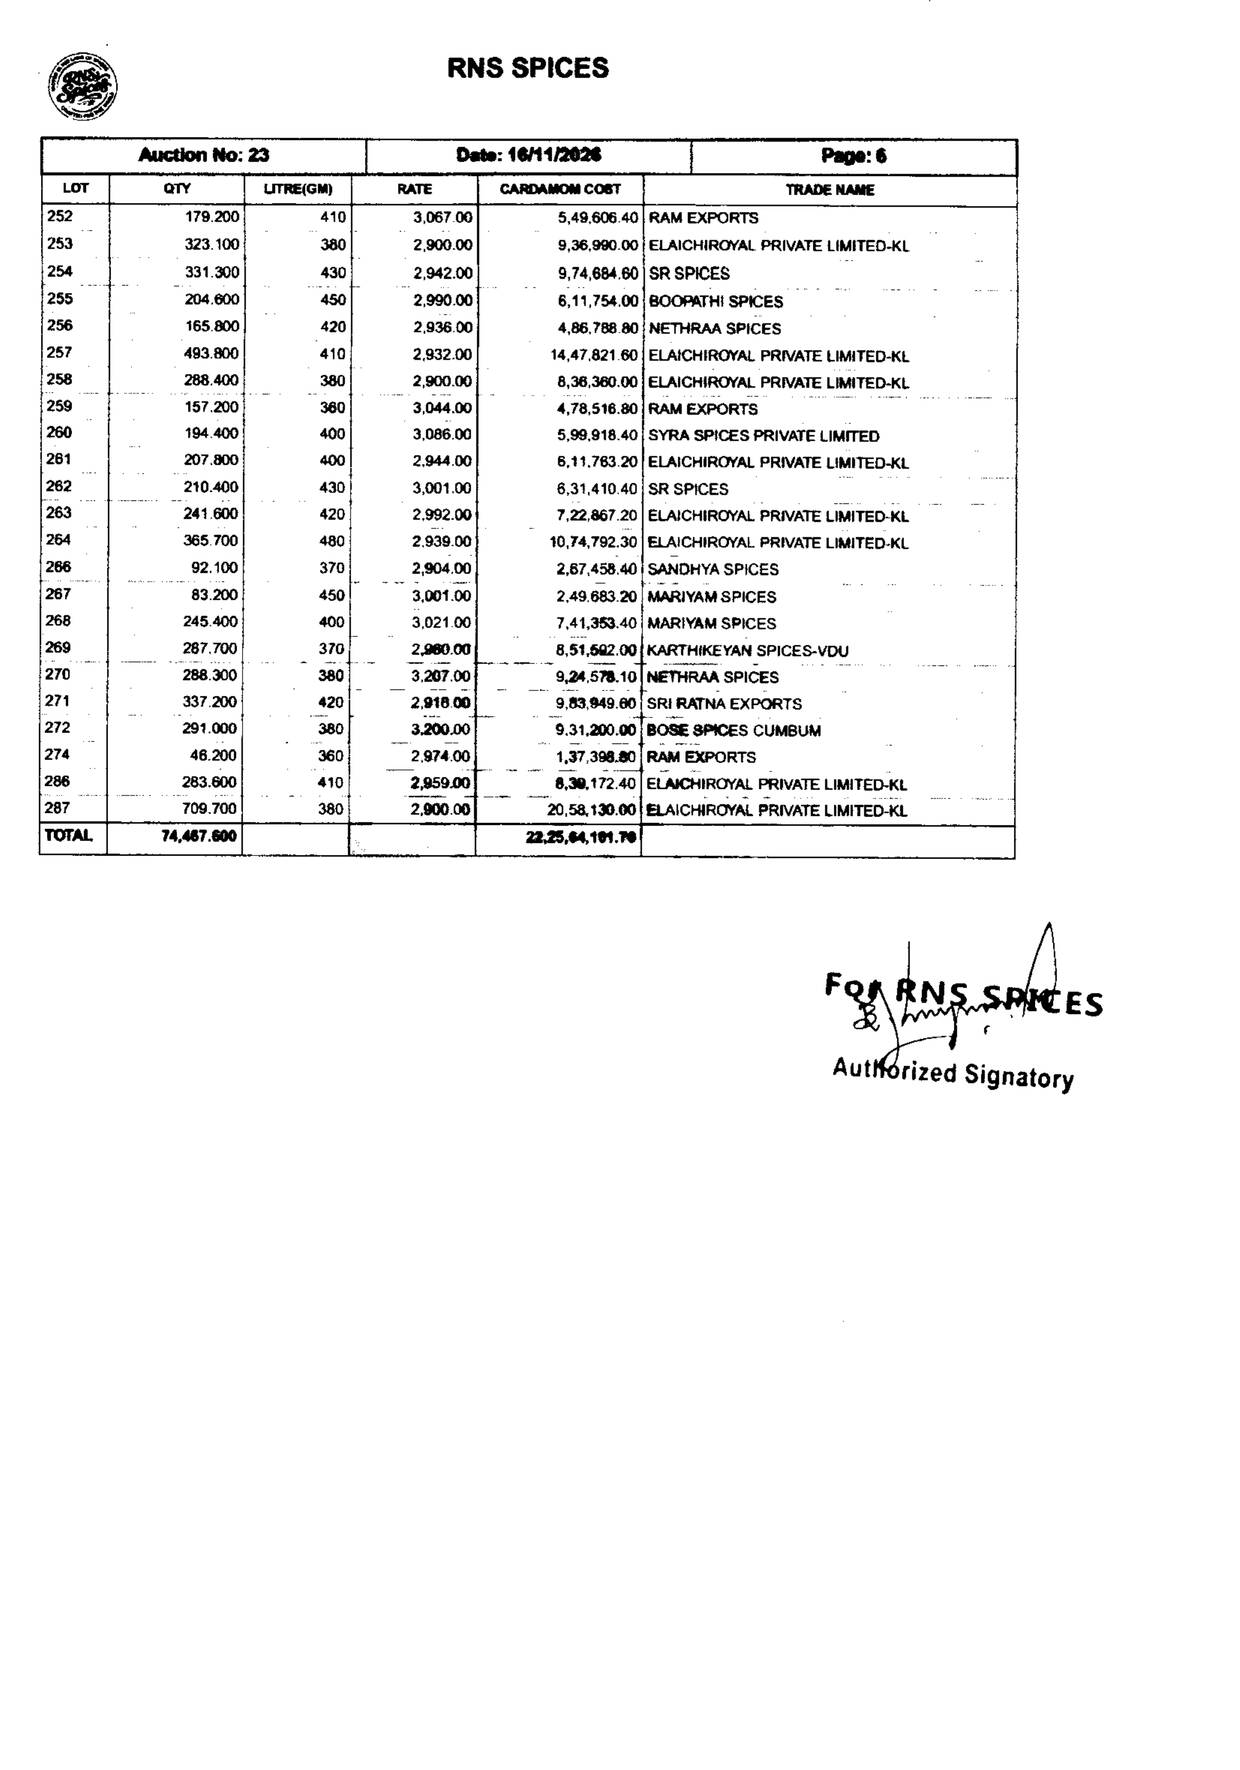 RNS SPICES
RNS Spices
Auction No: 23 Date: 16/11/2026 Page: 6
LOT QTY LITRE(GM) RATE CARDAMOM COST TRADE NAME
252 179.200 410 3,067.00 5,49,606.40 RAM EXPORTS
253 323.100 380 2,900.00 9,36,990.00 ELAICHIROYAL PRIVATE LIMITED-KL
254 331.300 430 2,942.00 9,74,684.60 SR SPICES
255 204.600 450 2,990.00 6,11,754.00 BOOPATHI SPICES
256 165.800 420 2,936.00 4,86,788.80 NETHRAA SPICES
257 493.800 410 2,932.00 14,47,821.60 ELAICHIROYAL PRIVATE LIMITED-KL
258 288.400 380 2,900.00 8,36,360.00 ELAICHIROYAL PRIVATE LIMITED-KL
259 157.200 360 3,044.00 4,78,516.80 RAM EXPORTS
260 194.400 400 3,086.00 5,99,918.40 SYRA SPICES PRIVATE LIMITED
261 207.800 400 2,944.00 6,11,763.20 ELAICHIROYAL PRIVATE LIMITED-KL
262 210.400 430 3,001.00 6,31,410.40 SR SPICES
263 241.600 420 2,992.00 7,22,867.20 ELAICHIROYAL PRIVATE LIMITED-KL
264 365.700 480 2,939.00 10,74,792.30 ELAICHIROYAL PRIVATE LIMITED-KL
266 92.100 370 2,904.00 2,67,458.40 SANDHYA SPICES
267 83.200 450 3,001.00 2,49,683.20 MARIYAM SPICES
268 245.400 400 3,021.00 7,41,353.40 MARIYAM SPICES
269 287.700 370 2,960.00 8,51,592.00 KARTHIKEYAN SPICES-VDU
270 288.300 380 3,207.00 9,24,578.10 NETHRAA SPICES
271 337.200 420 2,918.00 9,83,949.60 SRI RATNA EXPORTS
272 291.000 380 3,200.00 9,31,200.00 BOSE SPICES CUMBUM
274 46.200 360 2,974.00 1,37,398.80 RAM EXPORTS
286 283.600 410 2,959.00 8,39,172.40 ELAICHIROYAL PRIVATE LIMITED-KL
287 709.700 380 2,900.00 20,58,130.00 ELAICHIROYAL PRIVATE LIMITED-KL
TOTAL 74,467.600
For RNS SPICES
Authorized Signatory